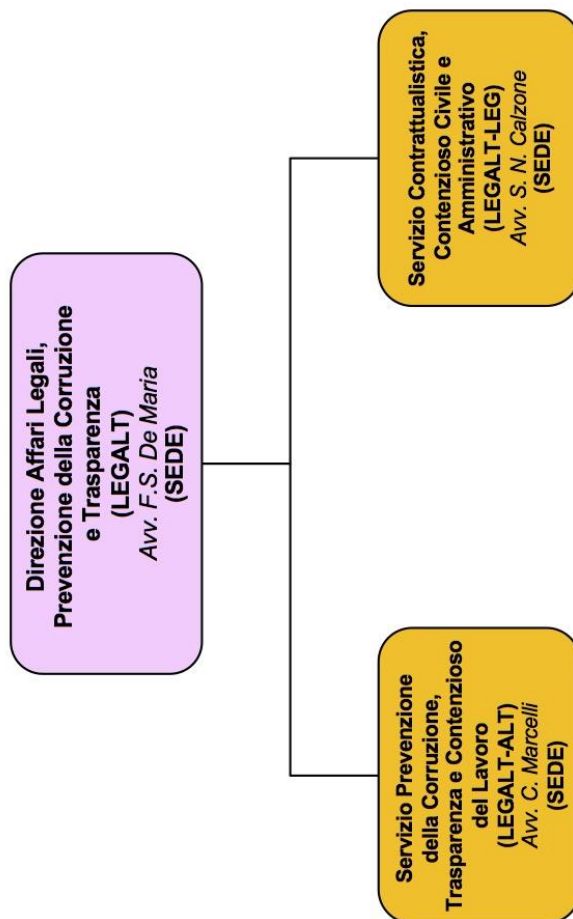 Direzione Affari Legali,
Prevenzione della Corruzione
e Trasparenza
(LEGALT)
Avv. F.S. De Maria
(SEDE)
Servizio Prevenzione
della Corruzione,
Trasparenza e Contenzioso
del Lavoro
(LEGALT-ALT)
Avv. C. Marcelli
(SEDE)
Servizio Contrattualistica,
Contenzioso Civile e
Amministrativo
(LEGALT-LEG)
Avv. S. N. Calzone
(SEDE)